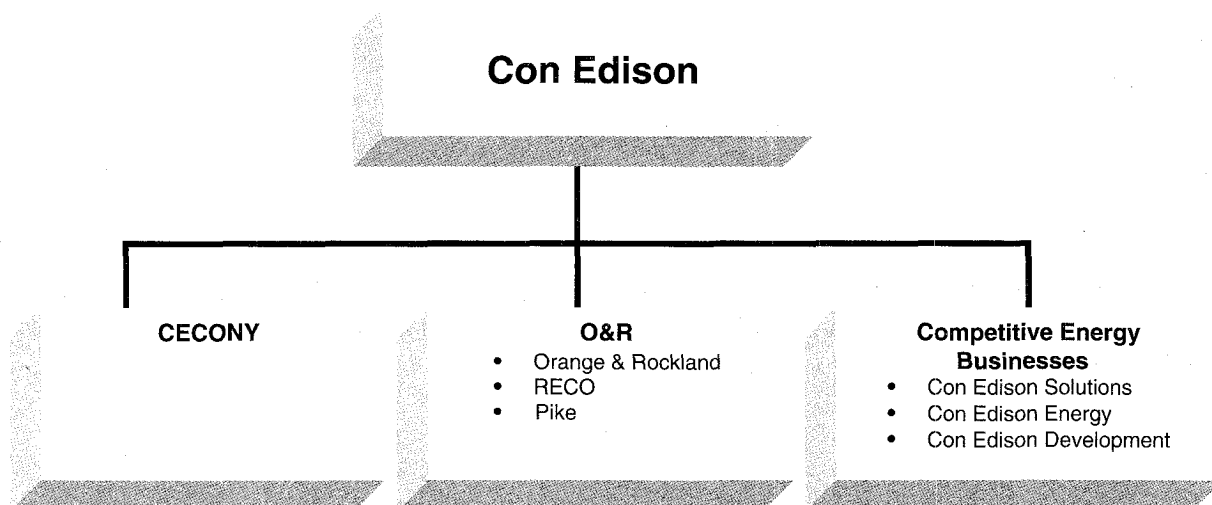 Con Edison
CECONY
O&R
• Orange & Rockland
• RECO
• Pike
Competitive Energy
Businesses
• Con Edison Solutions
• Con Edison Energy
• Con Edison Development